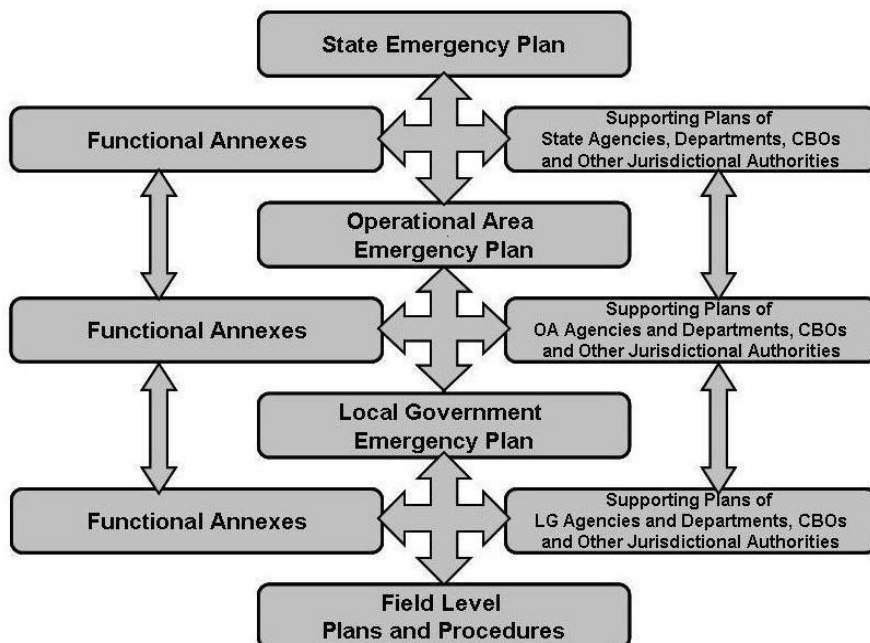 State Emergency Plan
Functional Annexes
Supporting Plans of
State Agencies, Departments, CBOs
and Other Jurisdictional Authorities
Operational Area
Emergency Plan
Functional Annexes
Supporting Plans of
OA Agencies and Departments, CBOs
and Other Jurisdictional Authorities
Local Government
Emergency Plan
Functional Annexes
Supporting Plans of
LG Agencies and Departments, CBOs
and Other Jurisdictional Authorities
Field Level
Plans and Procedures